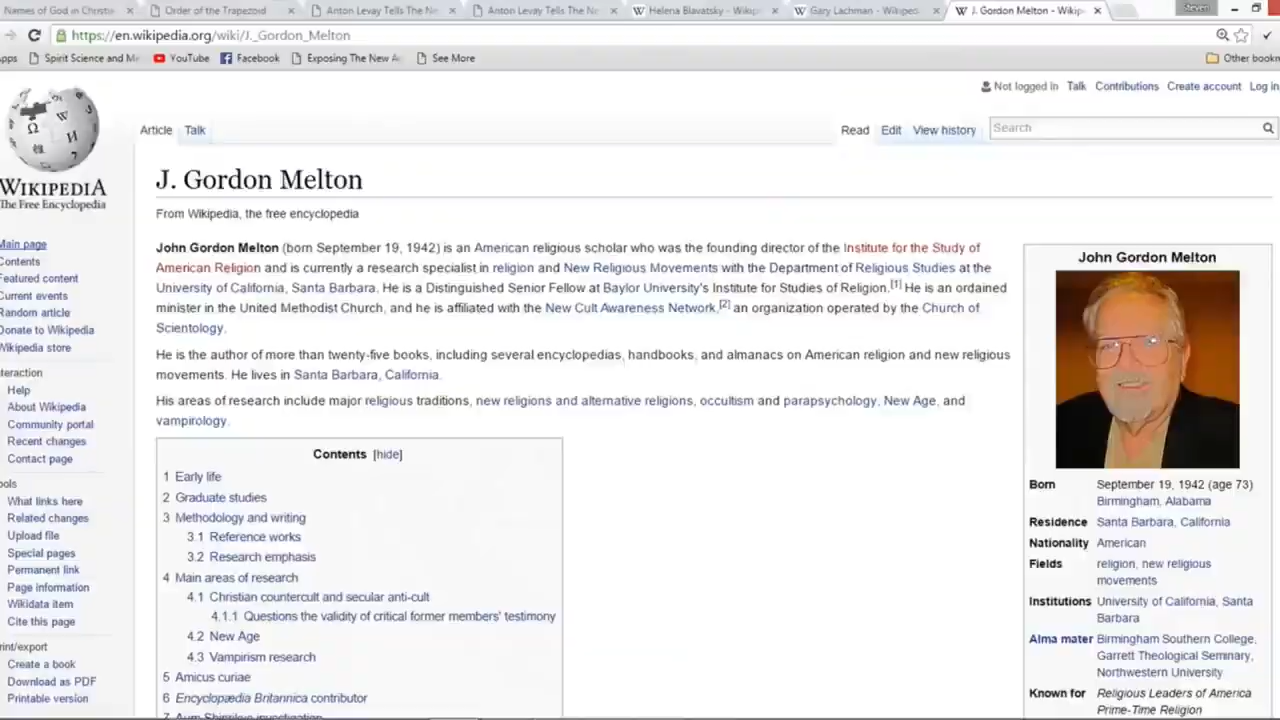 Names of God in Christia
Order of the Trapezoid
Anton Levay Tells The Ne
Anton Levay Tells The Ne
Helena Blavatsky - Wikip
Gary Lachman - Wikiped
J. Gordon Melton - Wikip
Steven
https://en.wikipedia.org/wiki/J._Gordon_Melton
pps
Spirit Science and Me
YouTube
Facebook
Exposing The New A
See More
Other bookm
Not logged in Talk Contributions Create account Log in
Article Talk
Read Edit View history
Search
WIKIPEDIA
The Free Encyclopedia
Main page
Contents
Featured content
Current events
Random article
Donate to Wikipedia
Wikipedia store
nteraction
Help
About Wikipedia
Community portal
Recent changes
Contact page
ools
What links here
Related changes
Upload file
Special pages
Permanent link
Page information
Wikidata item
Cite this page
rint/export
Create a book
Download as PDF
Printable version
J. Gordon Melton
From Wikipedia, the free encyclopedia
John Gordon Melton (born September 19, 1942) is an American religious scholar who was the founding director of the Institute for the Study of
American Religion and is currently a research specialist in religion and New Religious Movements with the Department of Religious Studies at the
University of California, Santa Barbara. He is a Distinguished Senior Fellow at Baylor University's Institute for Studies of Religion.[1] He is an ordained
minister in the United Methodist Church, and he is affiliated with the New Cult Awareness Network,[2] an organization operated by the Church of
Scientology.
He is the author of more than twenty-five books, including several encyclopedias, handbooks, and almanacs on American religion and new religious
movements. He lives in Santa Barbara, California.
His areas of research include major religious traditions, new religions and alternative religions, occultism and parapsychology, New Age, and
vampirology.
Contents [hide]
1 Early life
2 Graduate studies
3 Methodology and writing
3.1 Reference works
3.2 Research emphasis
4 Main areas of research
4.1 Christian countercult and secular anti-cult
4.1.1 Questions the validity of critical former members' testimony
4.2 New Age
4.3 Vampirism research
5 Amicus curiae
6 Encyclopædia Britannica contributor
7 Aum Shinrikyo investigation
John Gordon Melton
Born September 19, 1942 (age 73)
Birmingham, Alabama
Residence Santa Barbara, California
Nationality American
Fields religion, new religious
movements
Institutions University of California, Santa
Barbara
Alma mater Birmingham Southern College,
Garrett Theological Seminary,
Northwestern University
Known for Religious Leaders of America
Prime-Time Religion